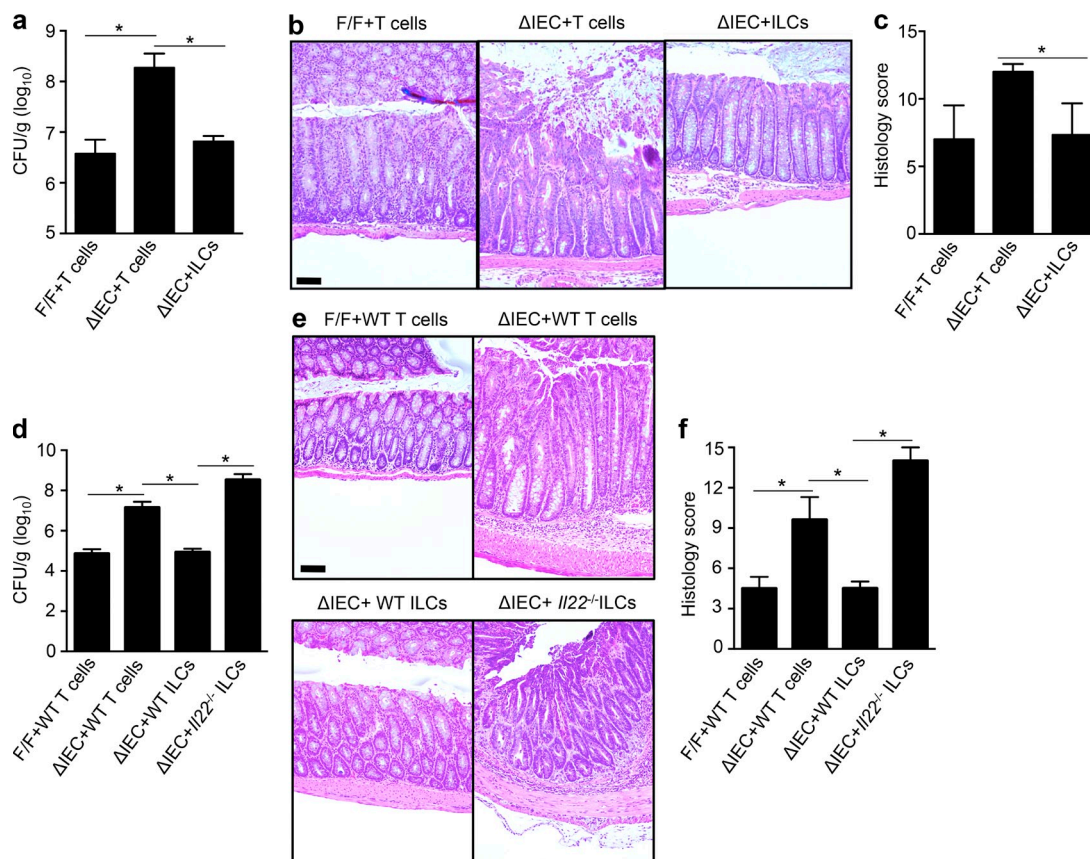 a
CFU/g (log10)
9
8
7
6
5
*
*
F/F+T cells
ΔIEC+T cells
ΔIEC+ILCs
b
F/F+T cells
ΔIEC+T cells
ΔIEC+ILCs
c
Histology score
15
10
5
0
*
F/F+T cells
ΔIEC+T cells
ΔIEC+ILCs
d
CFU/g (log10)
10
8
6
4
2
0
*
*
*
F/F+WT T cells
ΔIEC+WT T cells
ΔIEC+WT ILCs
ΔIEC+Il22-/- ILCs
e
F/F+WT T cells
ΔIEC+WT T cells
ΔIEC+ WT ILCs
ΔIEC+ Il22-/-ILCs
f
Histology score
15
12
9
6
3
0
*
*
*
F/F+WT T cells
ΔIEC+WT T cells
ΔIEC+WT ILCs
ΔIEC+Il22-/- ILCs